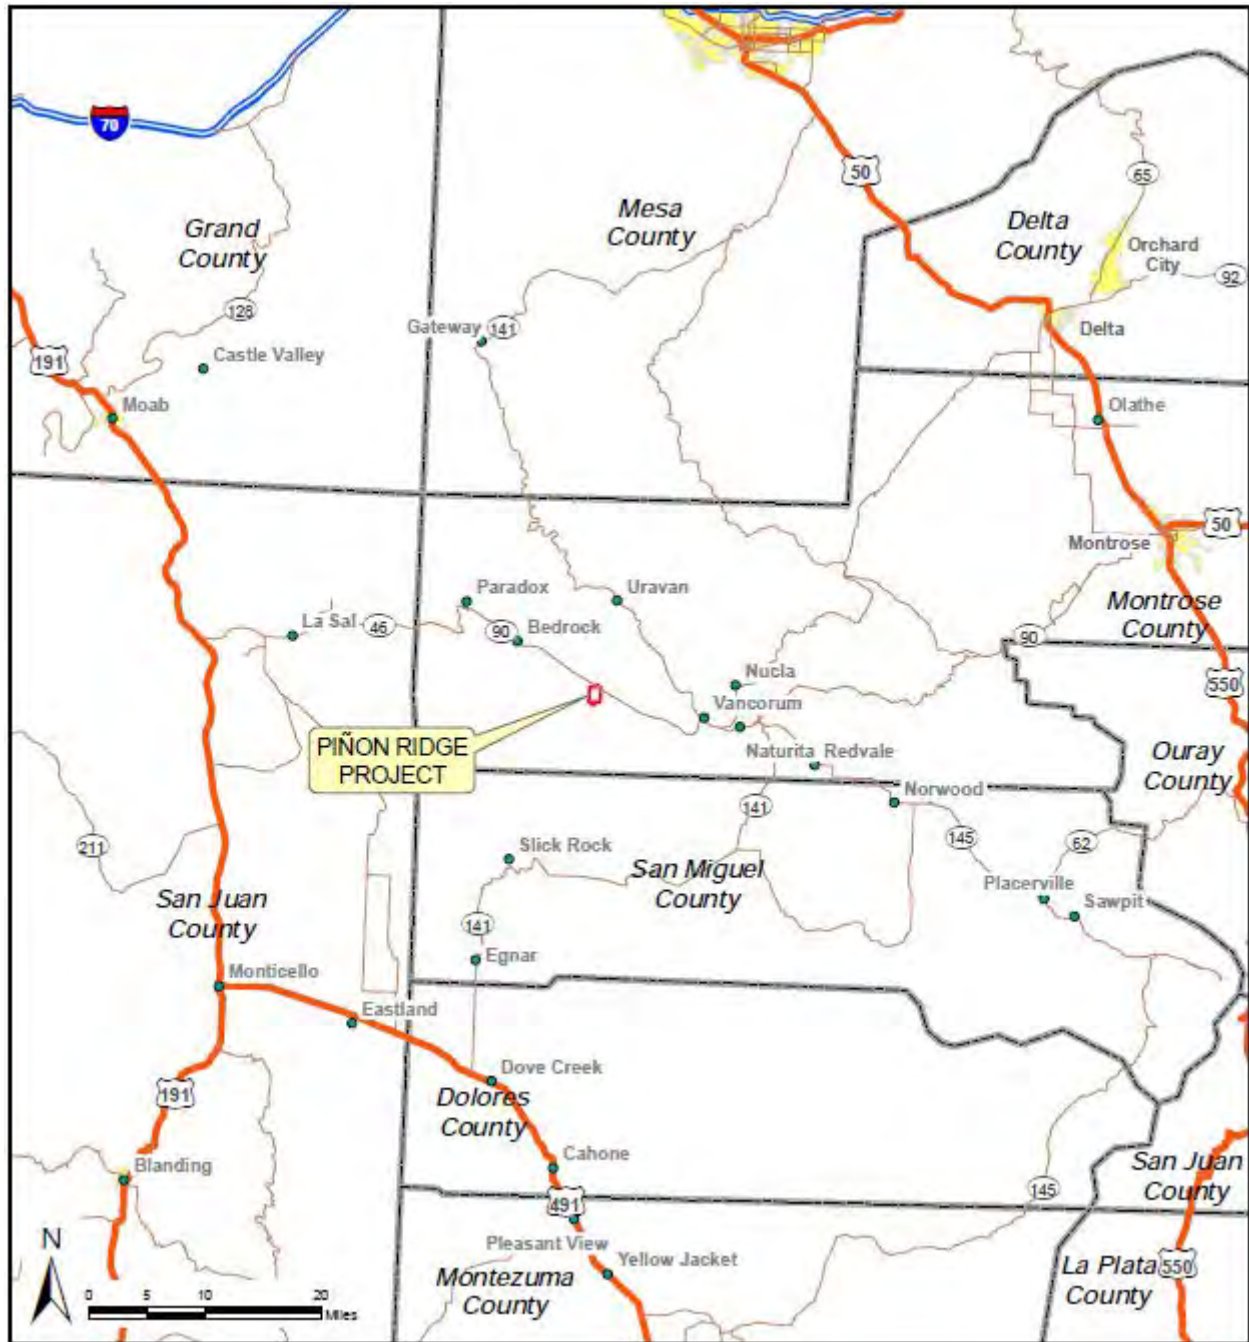 70
50
65
Grand
County
Mesa
County
Delta
County
Orchard
City
92
128
Gateway
141
191
Castle Valley
Delta
Moab
Olathe
50
Montrose
Paradox
Uravan
La Sal
46
90
Bedrock
Montrose
County
90
Nucla
550
Vancorum
PIÑON RIDGE
PROJECT
Naturita
Redvale
Ouray
County
Norwood
141
145
62
211
Slick Rock
San Miguel
County
Placerville
Sawpit
San Juan
County
141
Egnar
Monticello
Eastland
Dove Creek
191
Dolores
County
Cahone
Blanding
San Juan
County
145
491
N
Pleasant View
Yellow Jacket
Montezuma
County
La Plata
County
550
0 5 10 20
Miles